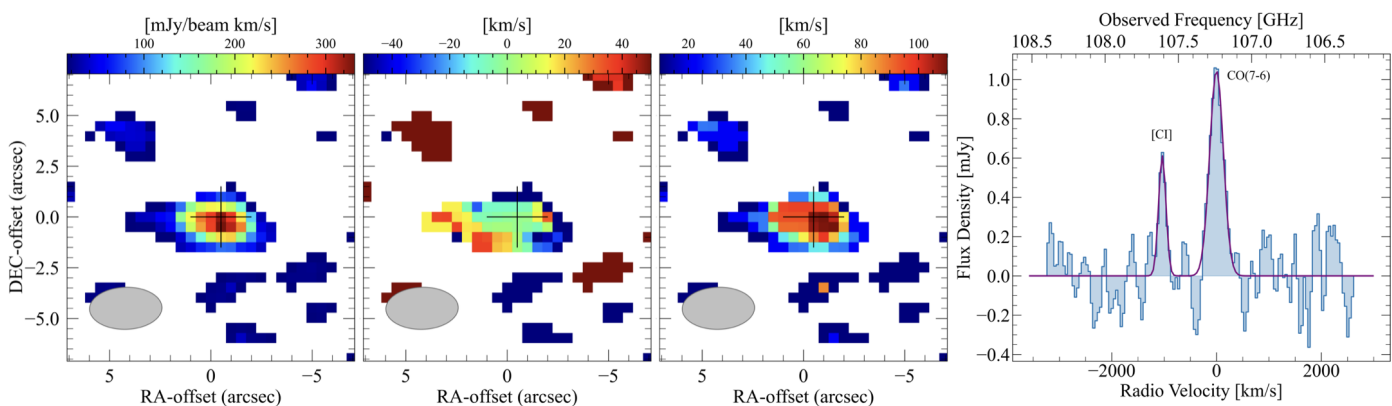 [mJy/beam km/s]
100 200 300
[km/s]
−40 −20 0 20 40
[km/s]
20 40 60 80 100
Observed Frequency [GHz]
108.5 108.0 107.5 107.0 106.5
DEC-offset (arcsec)
5.0
2.5
0.0
−2.5
−5.0
5 0 −5
RA-offset (arcsec)
5 0 −5
RA-offset (arcsec)
5 0 −5
RA-offset (arcsec)
Flux Density [mJy]
1.0
0.8
0.6
0.4
0.2
0.0
−0.2
−0.4
CO(7-6)
[CI]
−2000 0 2000
Radio Velocity [km/s]